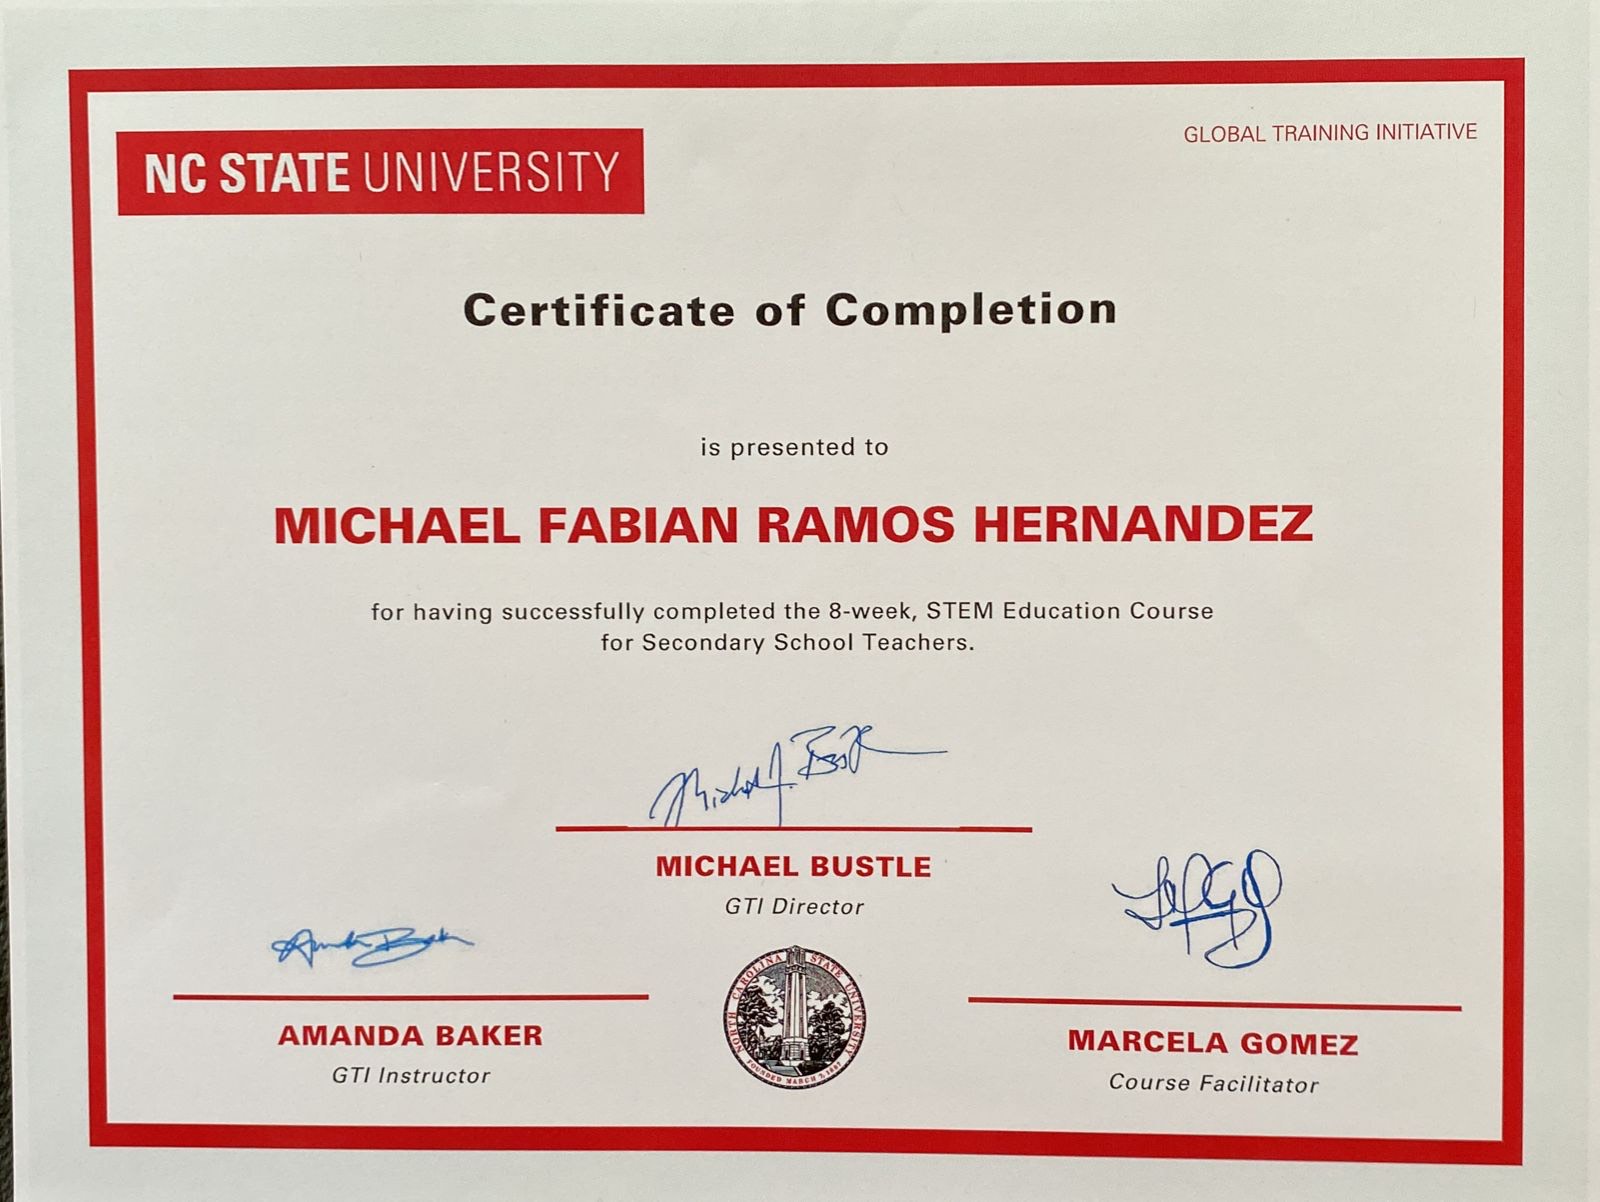 NC STATE UNIVERSITY
GLOBAL TRAINING INITIATIVE
Certificate of Completion
is presented to
MICHAEL FABIAN RAMOS HERNANDEZ
for having successfully completed the 8-week, STEM Education Course
for Secondary School Teachers.
Michael J. Bustle
MICHAEL BUSTLE
GTI Director
Amanda Baker
AMANDA BAKER
GTI Instructor
NORTH CAROLINA STATE UNIVERSITY
FOUNDED MARCH 7, 1887
MARCELA GOMEZ
Course Facilitator